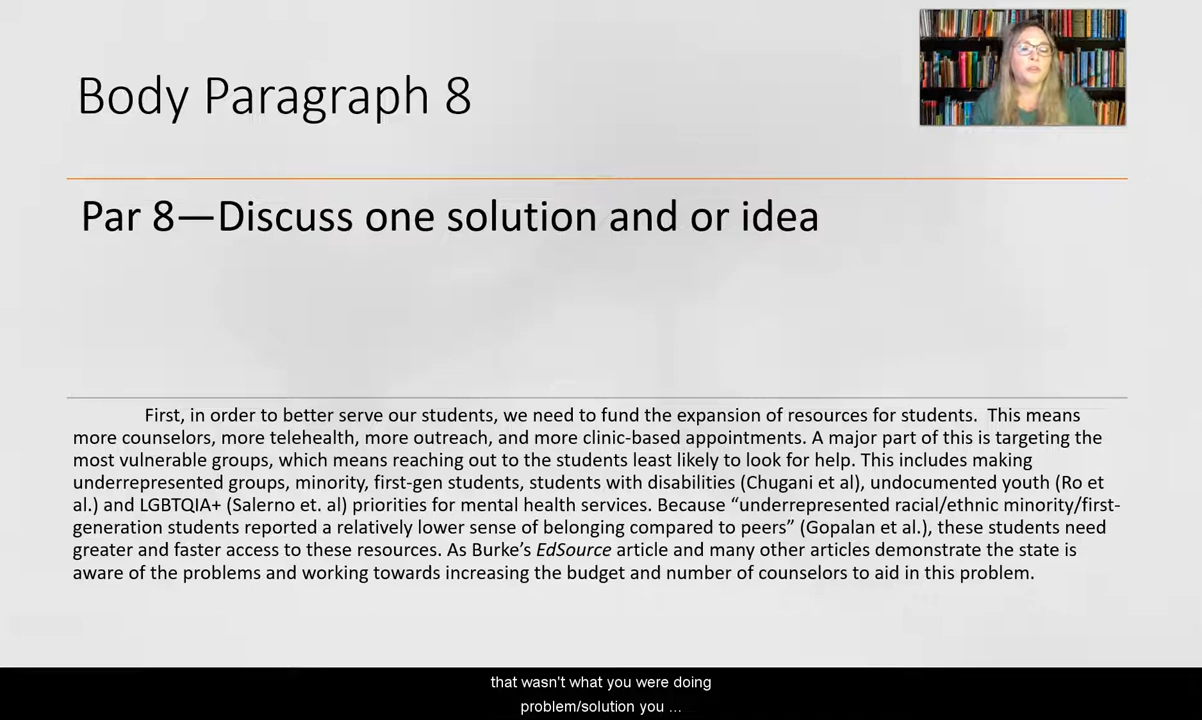 Body Paragraph 8
Par 8—Discuss one solution and or idea
First, in order to better serve our students, we need to fund the expansion of resources for students.  This means
more counselors, more telehealth, more outreach, and more clinic-based appointments. A major part of this is targeting the
most vulnerable groups, which means reaching out to the students least likely to look for help. This includes making
underrepresented groups, minority, first-gen students, students with disabilities (Chugani et al), undocumented youth (Ro et
al.) and LGBTQIA+ (Salerno et. al) priorities for mental health services. Because “underrepresented racial/ethnic minority/first-
generation students reported a relatively lower sense of belonging compared to peers” (Gopalan et al.), these students need
greater and faster access to these resources. As Burke’s EdSource article and many other articles demonstrate the state is
aware of the problems and working towards increasing the budget and number of counselors to aid in this problem.
that wasn't what you were doing
problem/solution you ...